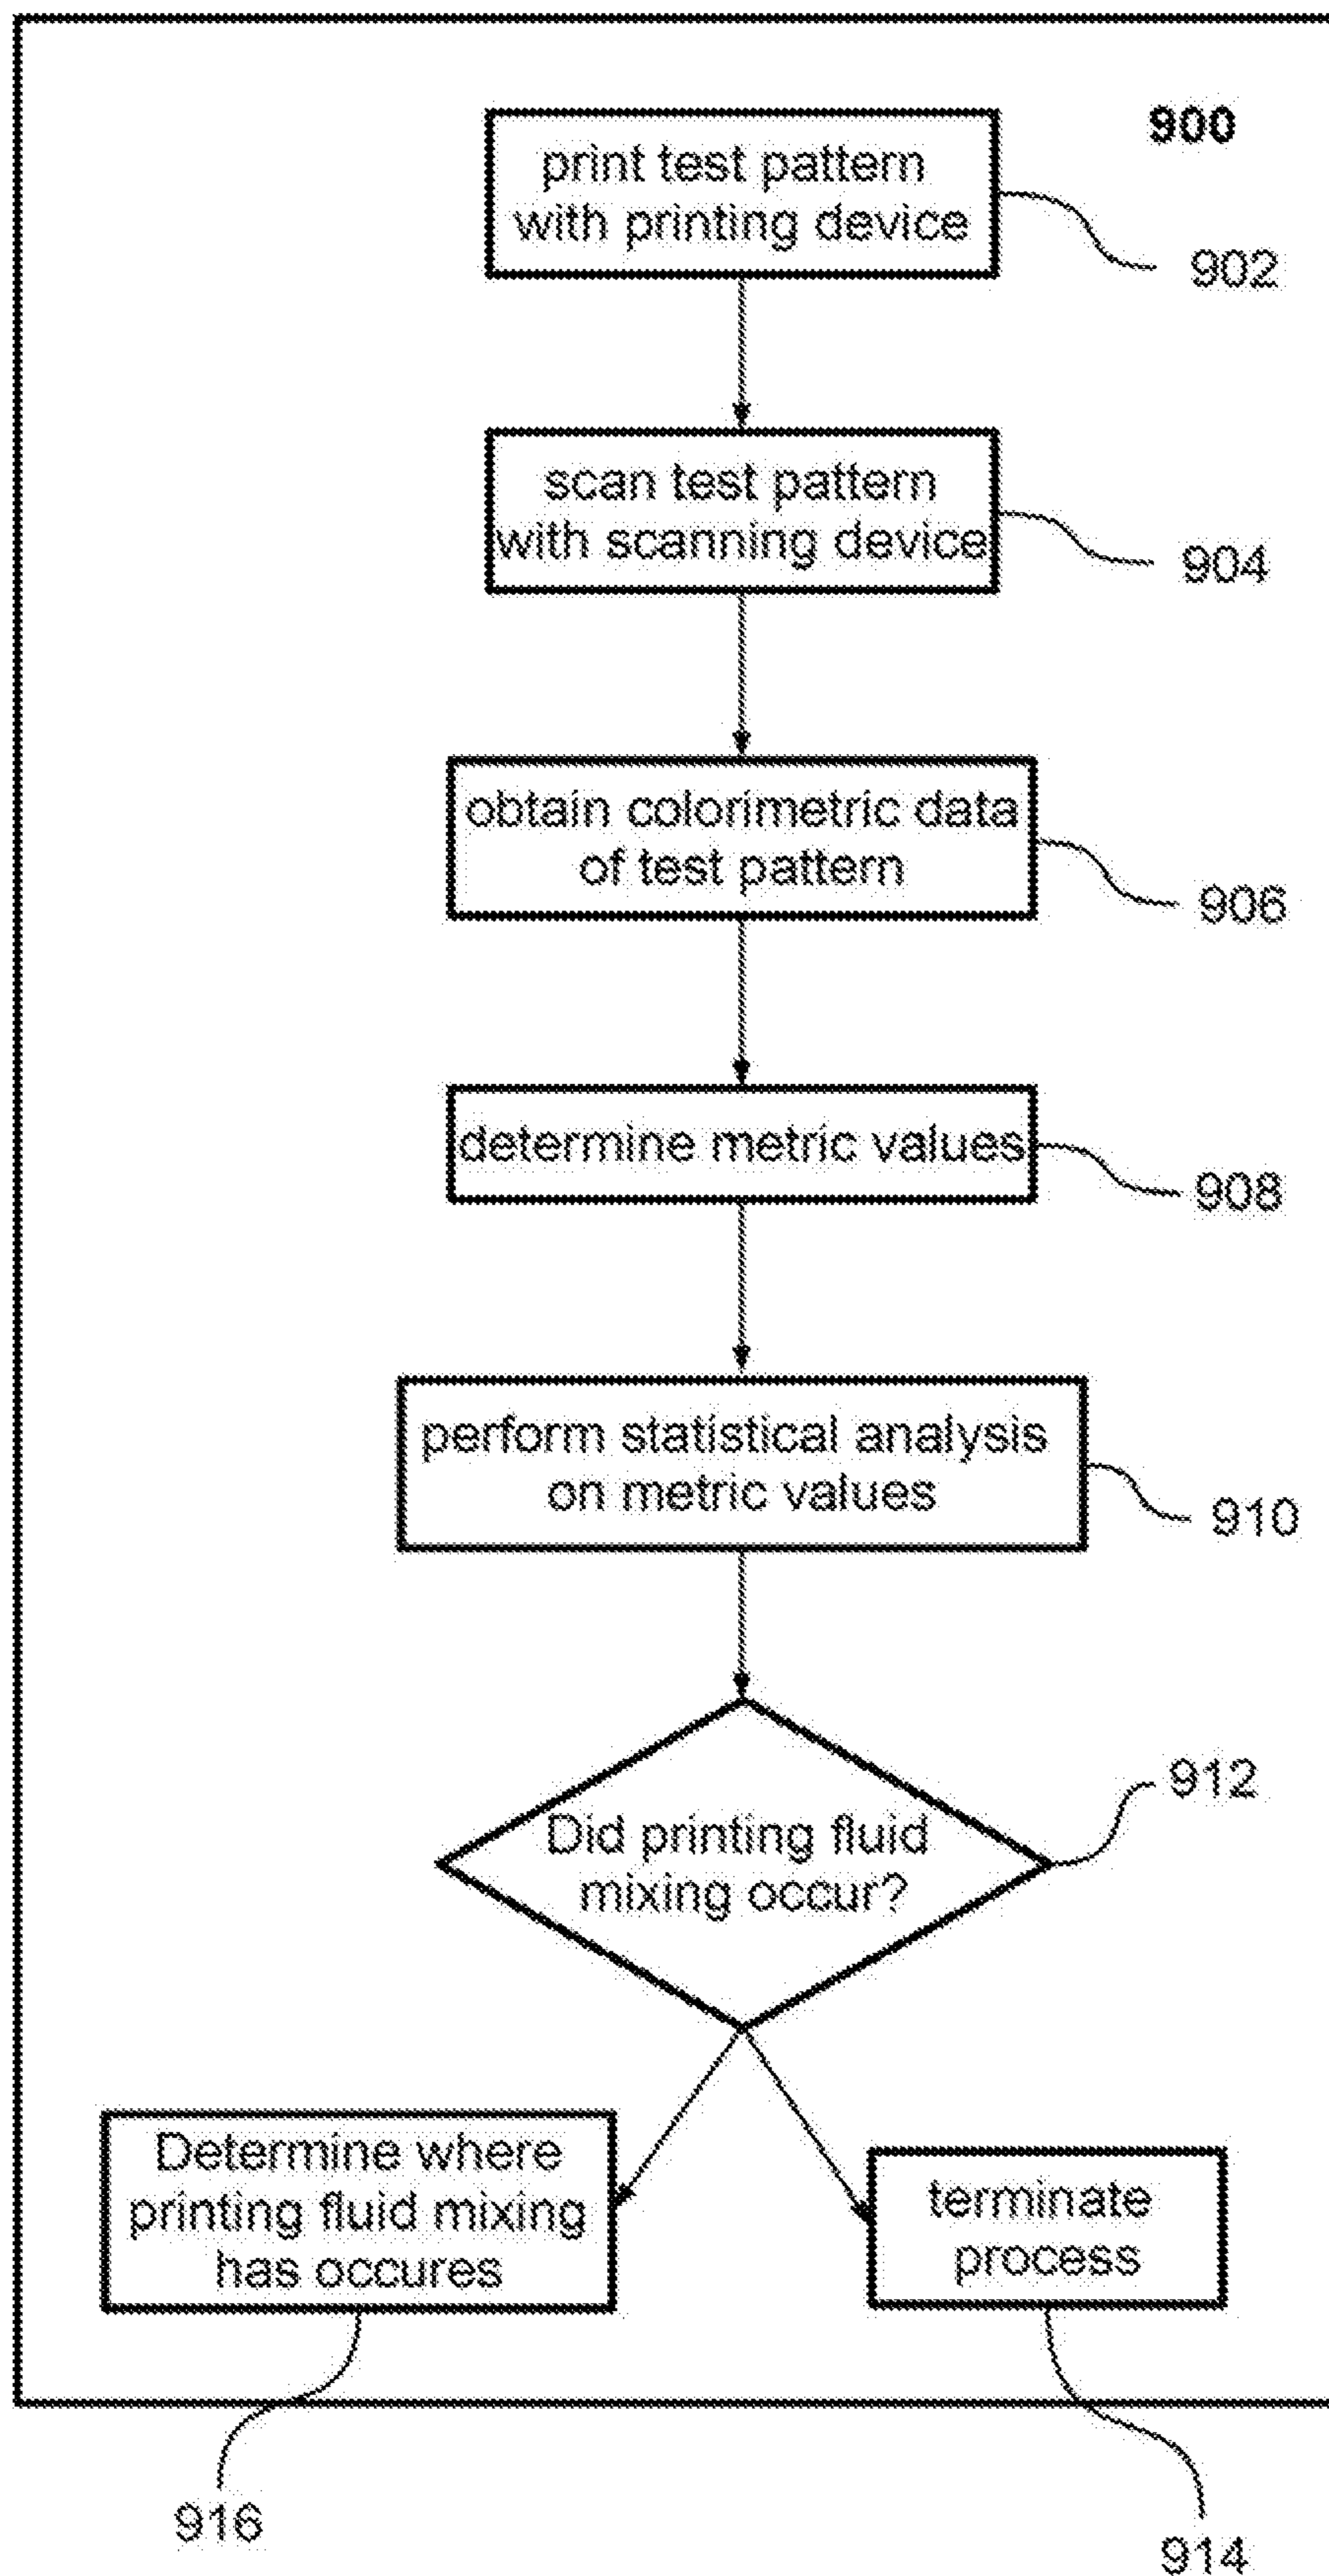 900
print test pattern
with printing device
902
scan test pattern
with scanning device
904
obtain colorimetric data
of test pattern
906
determine metric values
908
perform statistical analysis
on metric values
910
912
Did printing fluid
mixing occur?
Determine where
printing fluid mixing
has occures
terminate
process
916
914